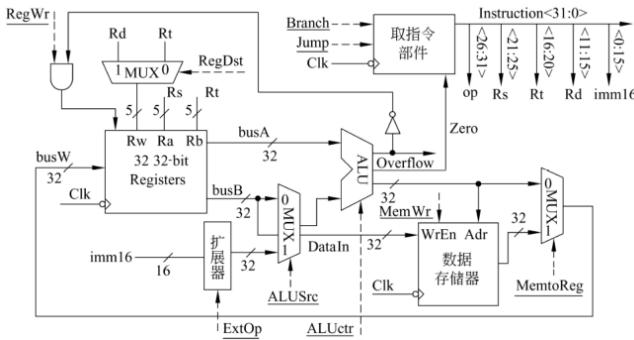 Branch
Instruction<31:0>
RegWr
Rd
Rt
Jump
取指令
部件
<26:31>
<21:25>
<16:20>
<11:15>
<0:15>
Clk
1 MUX 0
RegDst
op
Rs
Rt
Rd
imm16
Rs
Rt
5
5
5
Zero
Rw
Ra
Rb
busA
32
32 32-bit
Registers
busW
32
ALU
Overflow
Clk
busB
32
0
MUX
1
32
MemWr
0
MUX
1
DataIn
32
WrEn
Adr
32
imm16
16
扩
展
器
32
数据
存储器
Clk
ALUSrc
MemtoReg
ExtOp
ALUctr